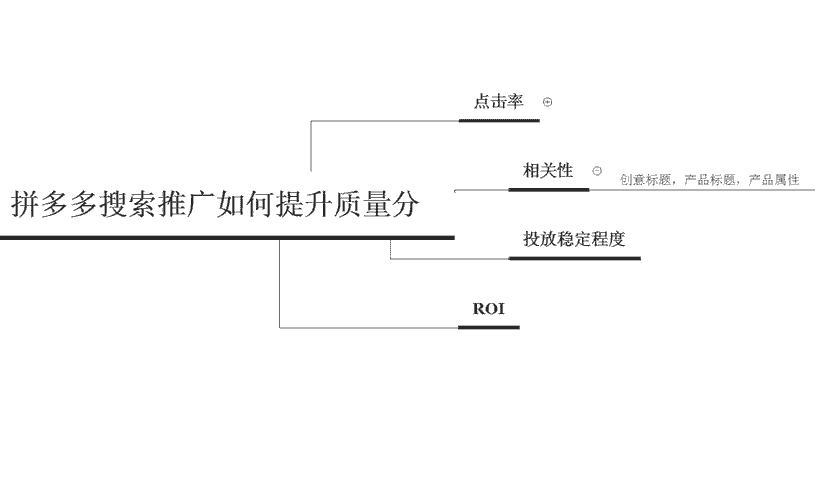 点击率
相关性
创意标题，产品标题，产品属性
拼多多搜索推广如何提升质量分
投放稳定程度
ROI